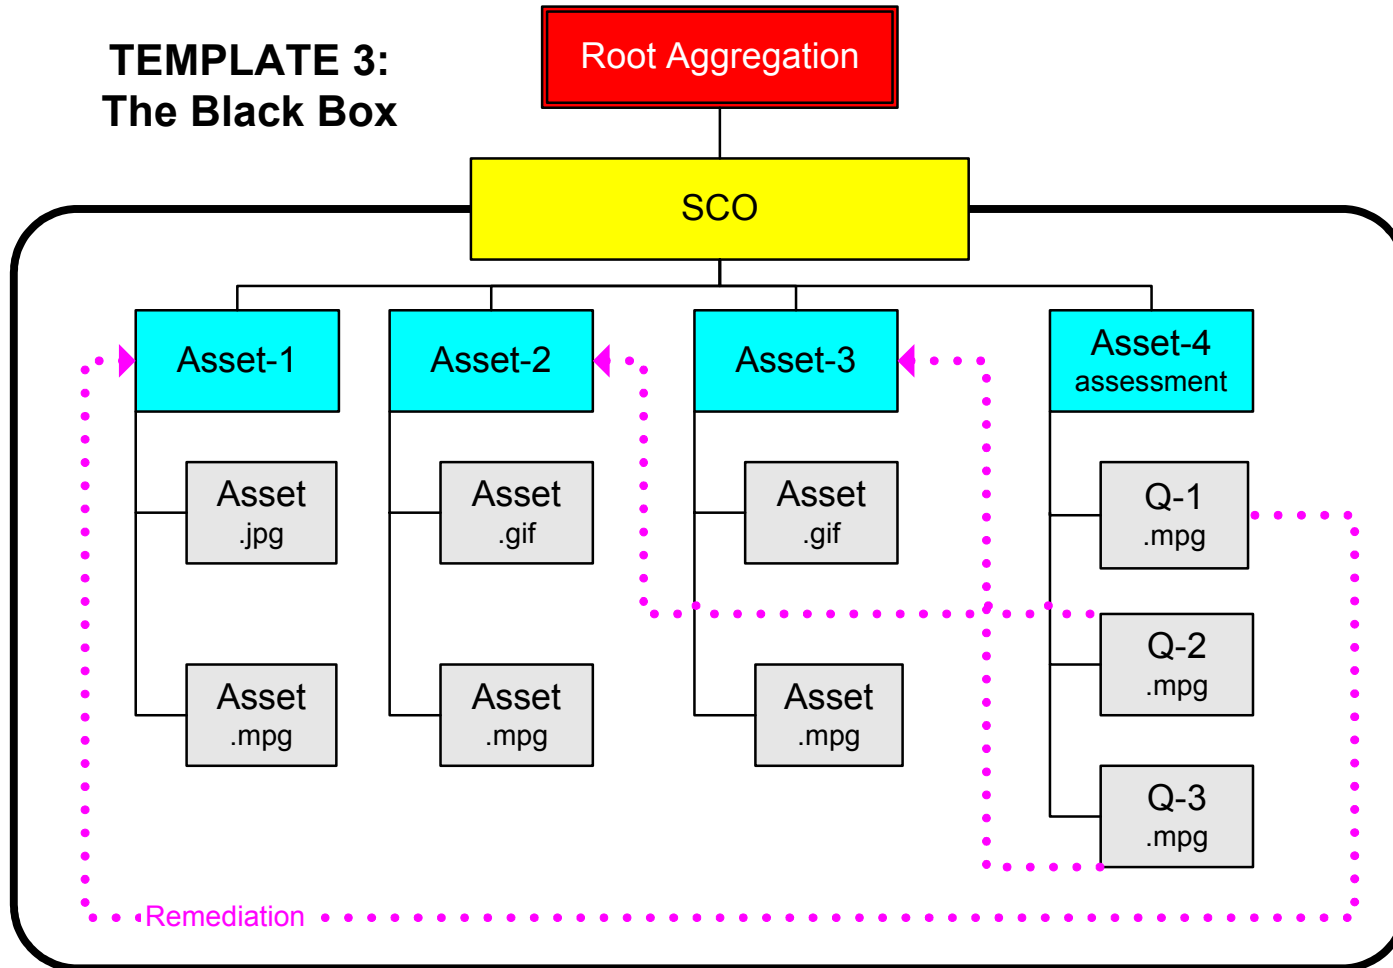 TEMPLATE 3:
The Black Box
Root Aggregation
SCO
Asset-1
Asset-2
Asset-3
Asset-4
assessment
Asset
.jpg
Asset
.gif
Asset
.gif
Q-1
.mpg
Q-2
.mpg
Asset
.mpg
Asset
.mpg
Asset
.mpg
Q-3
.mpg
Remediation